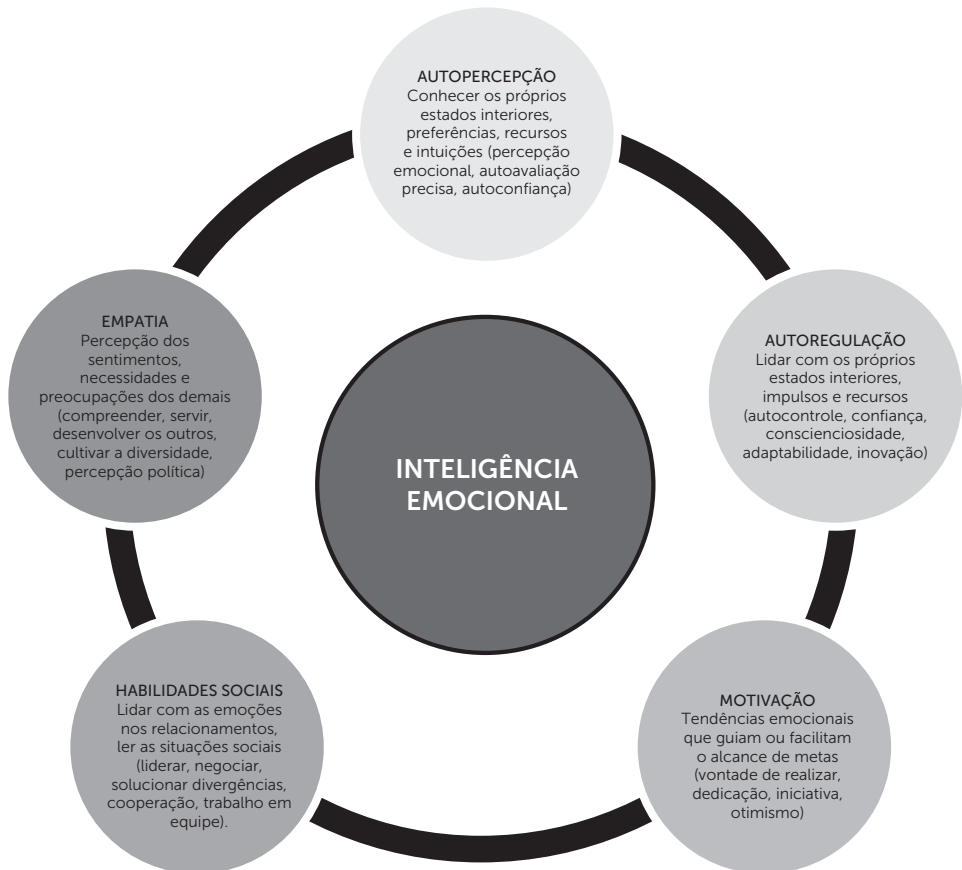 AUTOPERCEPÇÃO
Conhecer os próprios
estados interiores,
preferências, recursos
e intuições (percepção
emocional, autoavaliação
precisa, autoconfiança)
AUTOREGULAÇÃO
Lidar com os próprios
estados interiores,
impulsos e recursos
(autocontrole, confiança,
conscienciosidade,
adaptabilidade, inovação)
MOTIVAÇÃO
Tendências emocionais
que guiam ou facilitam
o alcance de metas
(vontade de realizar,
dedicação, iniciativa,
otimismo)
HABILIDADES SOCIAIS
Lidar com as emoções
nos relacionamentos,
ler as situações sociais
(liderar, negociar,
solucionar divergências,
cooperação, trabalho em
equipe).
EMPATIA
Percepção dos
sentimentos,
necessidades e
preocupações dos demais
(compreender, servir,
desenvolver os outros,
cultivar a diversidade,
percepção política)
INTELIGÊNCIA
EMOCIONAL